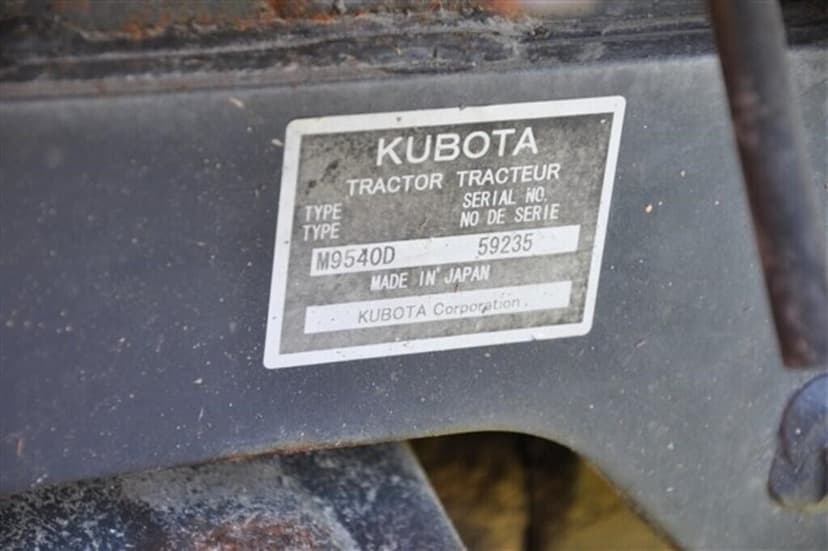 KUBOTA
TRACTOR TRACTEUR
TYPE SERIAL NO.
TYPE NO DE SERIE
M9540D 59235
MADE IN JAPAN
KUBOTA Corporation